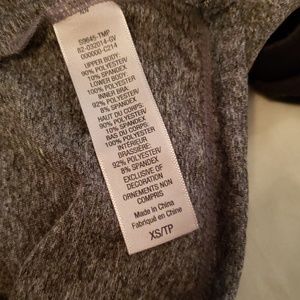 S9645-TMP
82-032014-GV
000000-C214
UPPER BODY:
90% POLYESTER/
10% SPANDEX
LOWER BODY:
100% POLYESTER
INNER BRA:
92% POLYESTER/
8% SPANDEX
HAUT DU CORPS:
90% POLYESTER/
10% SPANDEX
BAS DU CORPS:
100% POLYESTER
INTÉRIEUR
BRASSIÈRE:
92% POLYESTER/
8% SPANDEX
EXCLUSIVE OF
DECORATION
ORNEMENTS NON
COMPRIS
Made in China
Fabriqué en Chine
XS/TP